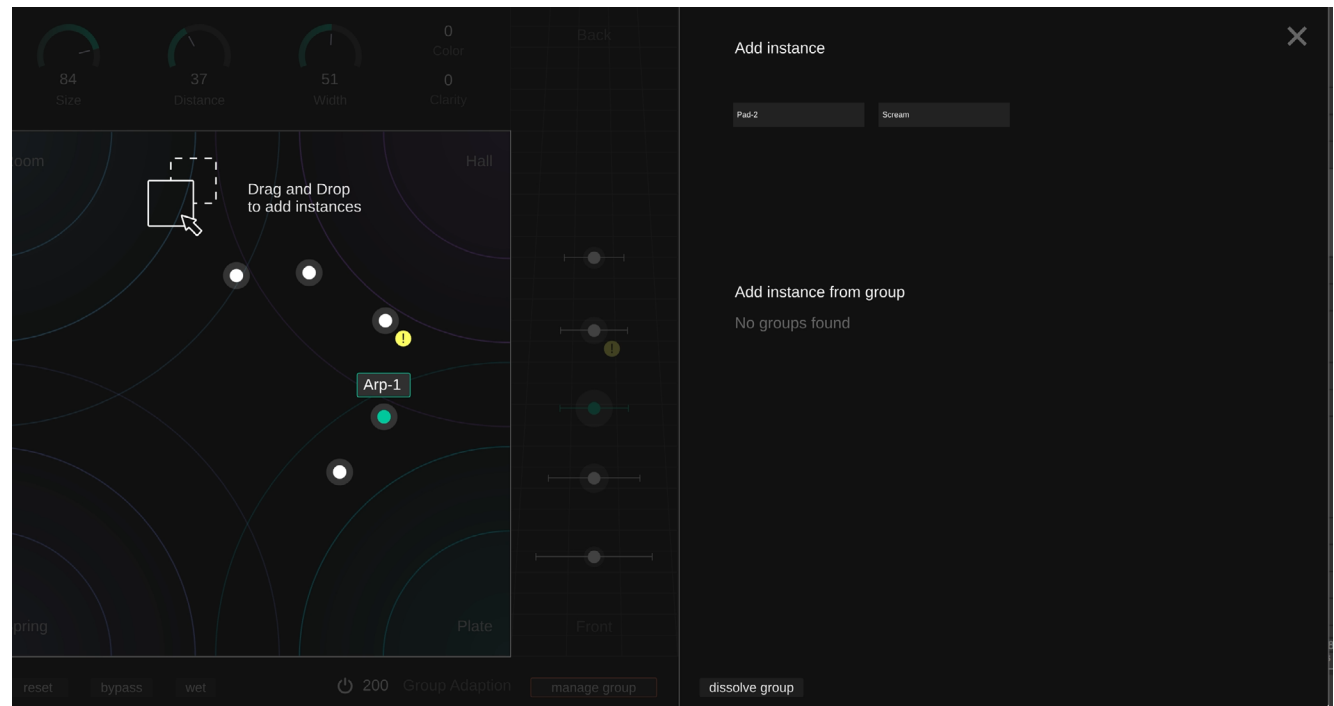 84
Size
37
Distance
51
Width
0
Color
0
Clarity
Back
Add instance
Pad-2
Scream
oom
Hall
Drag and Drop
to add instances
!
!
Arp-1
Add instance from group
No groups found
pring
Plate
Front
reset
bypass
wet
200
Group Adaption
manage group
dissolve group